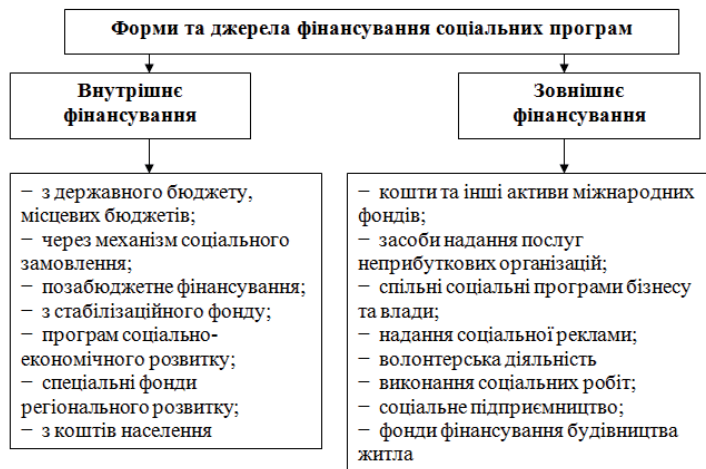 Форми та джерела фінансування соціальних програм
Внутрішнє
фінансування
Зовнішнє
фінансування
− з державного бюджету,
місцевих бюджетів;
− через механізм соціального
замовлення;
− позабюджетне фінансування;
− з стабілізаційного фонду;
− програм соціально-
економічного розвитку;
− спеціальні фонди
регіонального розвитку;
− з коштів населення
− кошти та інші активи міжнародних
фондів;
− засоби надання послуг
неприбуткових організацій;
− спільні соціальні програми бізнесу
та влади;
− надання соціальної реклами;
− волонтерська діяльність
− виконання соціальних робіт;
− соціальне підприємництво;
− фонди фінансування будівництва
житла